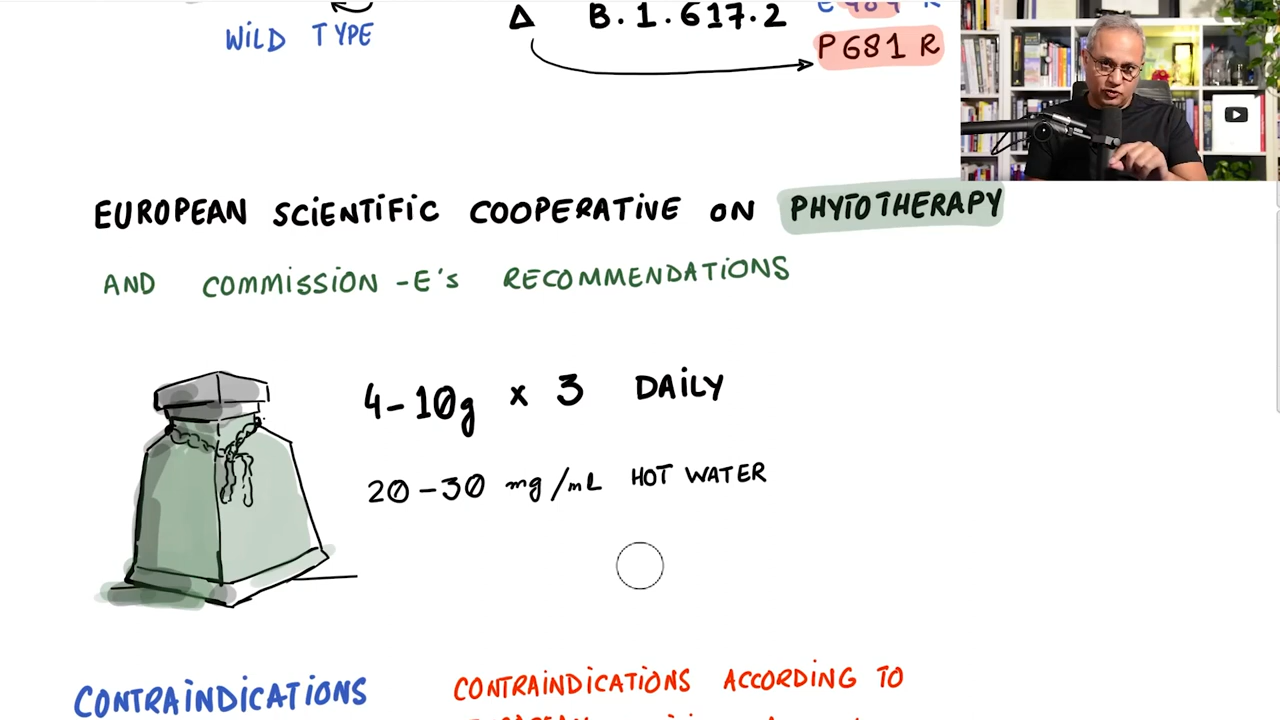 WILD TYPE
Δ B.1.617.2
P681R
EUROPEAN SCIENTIFIC COOPERATIVE ON PHYTOTHERAPY
AND COMMISSION -E's RECOMMENDATIONS
4-10g x 3 DAILY
20-30 mg/mL HOT WATER
CONTRAINDICATIONS
CONTRAINDICATIONS ACCORDING TO